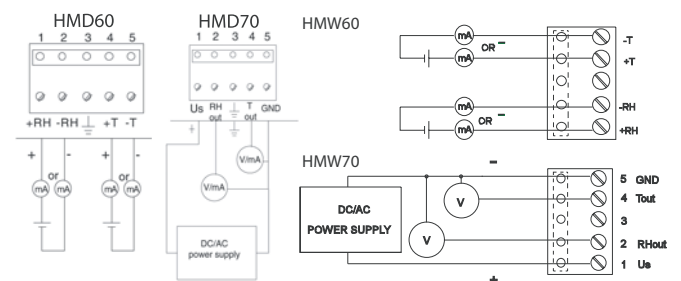 HMD60
1 2 3 4 5
+RH -RH +T -T
+ - + -
or or
mA mA mA mA
HMD70
1 2 3 4 5
Us RH out T out GND
+
V/mA
V/mA
DC/AC
power supply
HMW60
mA
OR
mA
-T
+T
mA
OR
mA
-RH
+RH
HMW70
-
DC/AC
POWER SUPPLY
V
V
+
5 GND
4 Tout
3
2 RHout
1 Us